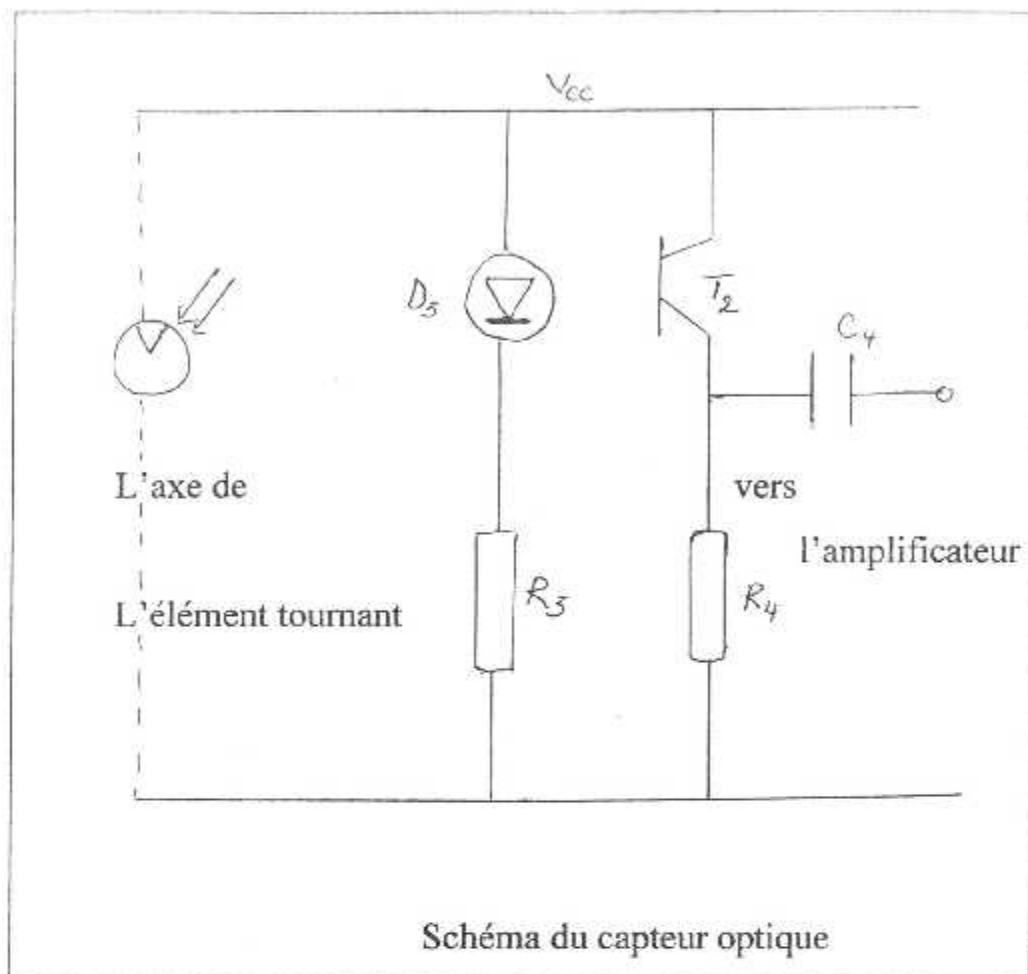 Vcc
D5
T2
C4
L'axe de
vers
l'amplificateur
R3
R4
L'élément tournant
Schéma du capteur optique